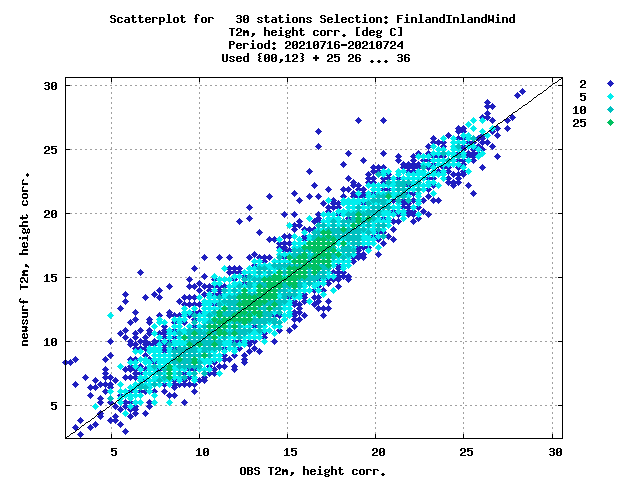 Scatterplot for   30 stations Selection: FinlandInlandWind
T2m, height corr. [deg C]
Period: 20210716-20210724
Used {00,12} + 25 26 ... 36
2
5
10
25
newsurf T2m, height corr.
30
25
20
15
10
5
5 10 15 20 25 30
OBS T2m, height corr.